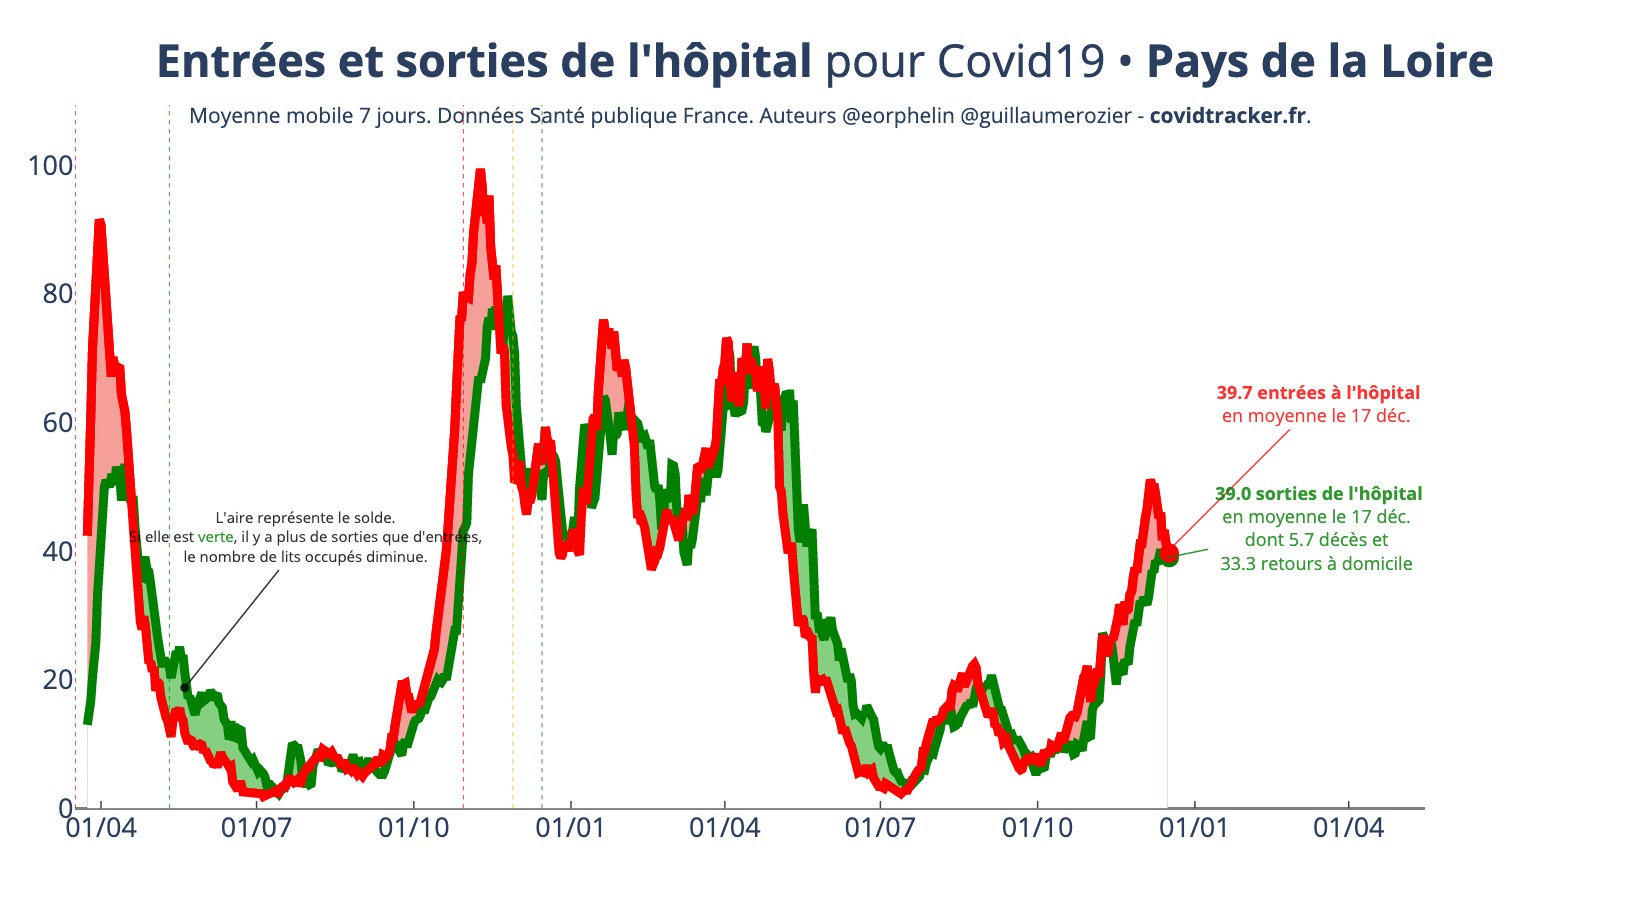 Entrées et sorties de l'hôpital pour Covid19 • Pays de la Loire
Moyenne mobile 7 jours. Données Santé publique France. Auteurs @eorphelin @guillaumerozier - covidtracker.fr.
100
80
60
40
20
0
39.7 entrées à l'hôpital
en moyenne le 17 déc.
39.0 sorties de l'hôpital
en moyenne le 17 déc.
dont 5.7 décès et
33.3 retours à domicile
L'aire représente le solde.
Si elle est verte, il y a plus de sorties que d'entrées,
le nombre de lits occupés diminue.
01/04 01/07 01/10 01/01 01/04 01/07 01/10 01/01 01/04